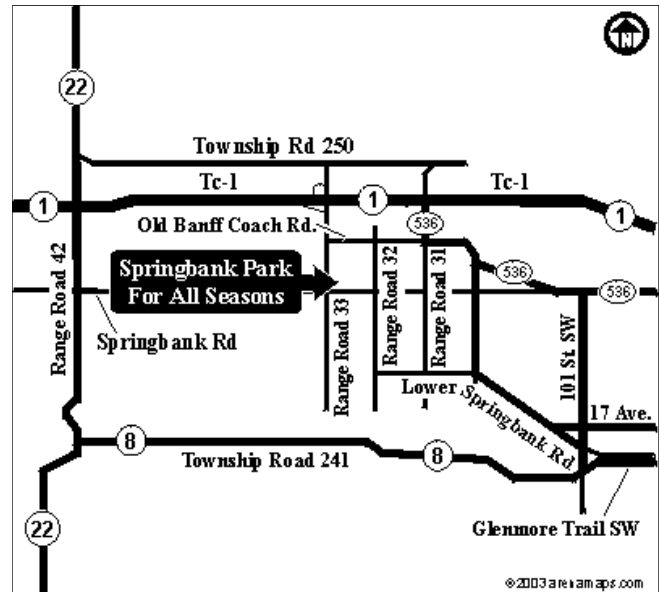 N
22
Township Rd 250
Tc-1
Tc-1
1
1
1
Old Banff Coach Rd.
536
Springbank Park
For All Seasons
Range Road 42
Range Road 33
Range Road 32
Range Road 31
536
536
Springbank Rd
101 St. SW
Lower Springbank Rd
17 Ave.
8
Township Road 241
8
22
Glenmore Trail SW
©2003 arenamaps.com